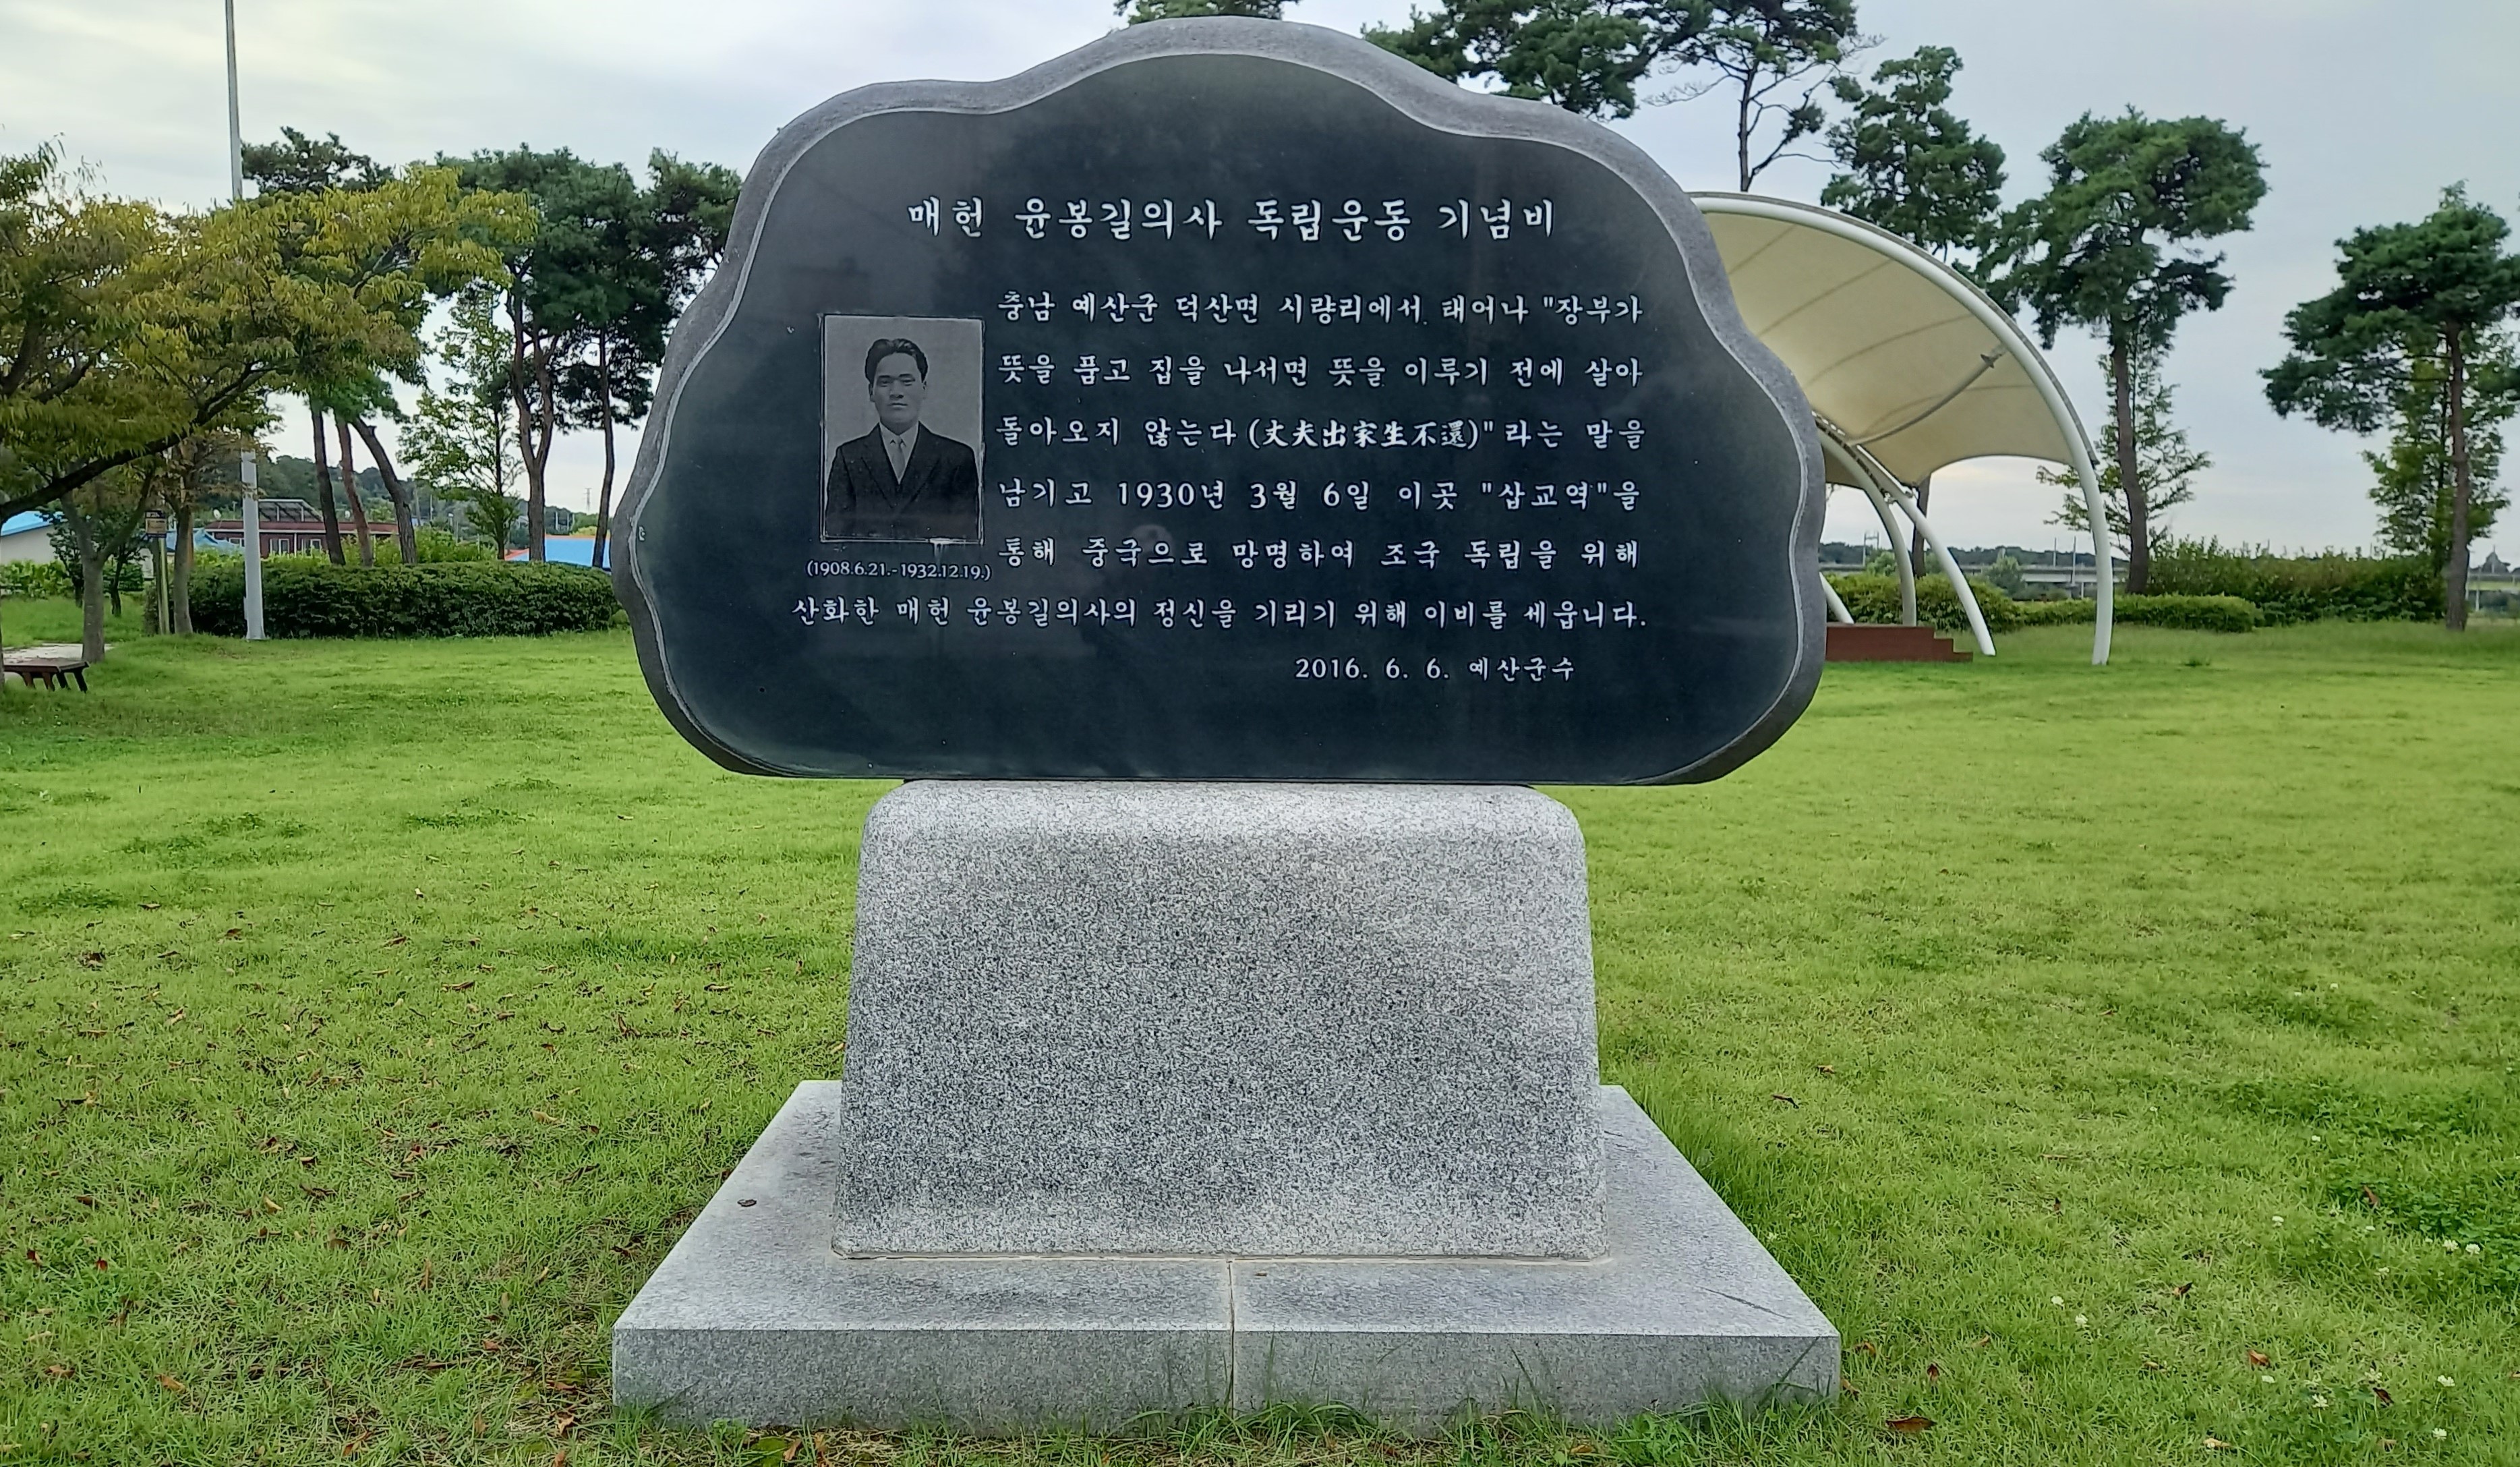 매헌 윤봉길의사 독립운동 기념비
충남 예산군 덕산면 시량리에서 태어나 "장부가
뜻을 품고 집을 나서면 뜻을 이루기 전에 살아
돌아오지 않는다(丈夫出家生不還)"라는 말을
남기고 1930년 3월 6일 이곳 "삽교역"을
통해 중국으로 망명하여 조국 독립을 위해
(1908.6.21.-1932.12.19.)
산화한 매헌 윤봉길의사의 정신을 기리기 위해 이비를 세웁니다.
2016. 6. 6. 예산군수